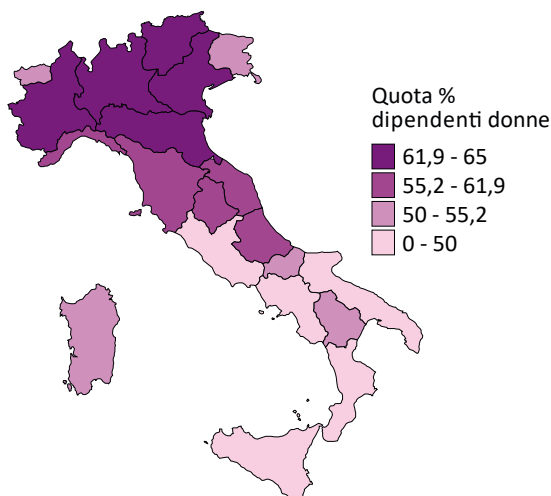 Quota %
dipendenti donne
61,9 - 65
55,2 - 61,9
50 - 55,2
0 - 50